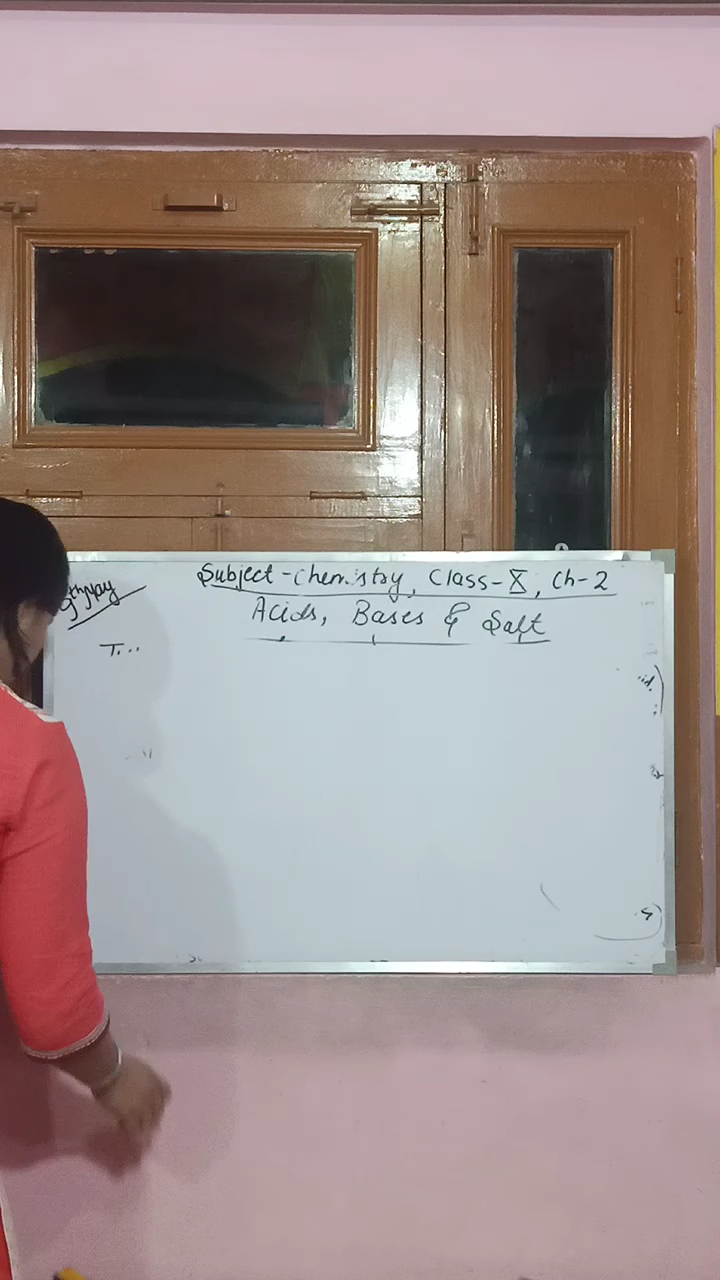 Subject-Chemistry, Class-X, Ch-2
Acids, Bases & Salt